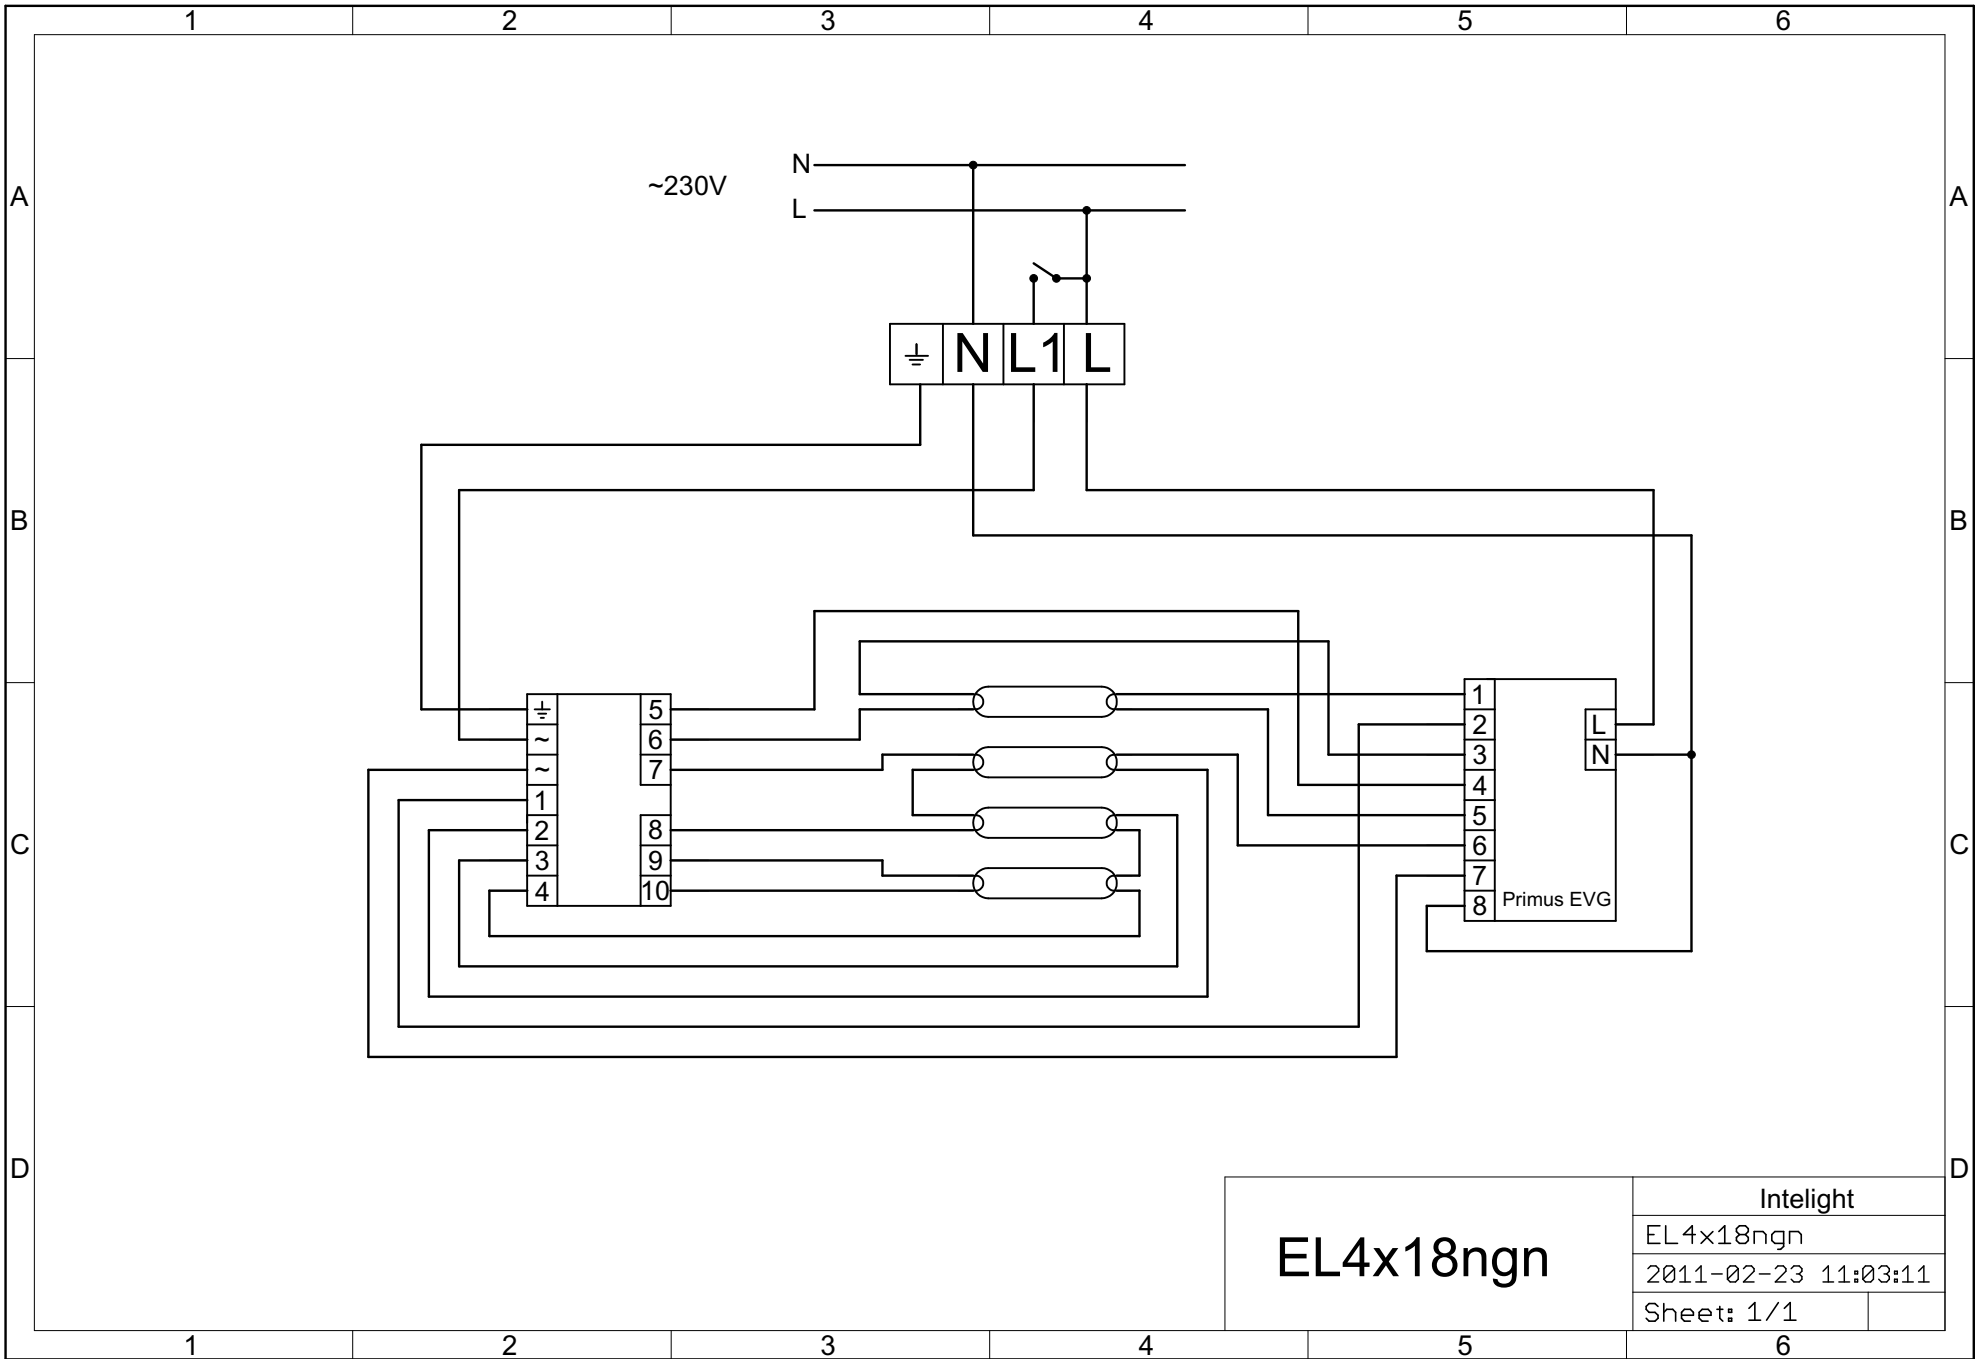 1 2 3 4 5 6
N
~230V
L
A A
N L1 L
B B
5
~ 6
~ 7
1
2 8
3 9
4 10
1
2 L
3 N
4
5
6
7
8 Primus EVG
C C
D D
Intelight
EL4x18ngn
EL4x18ngn
2011-02-23 11:03:11
Sheet: 1/1
1 2 3 4 5 6